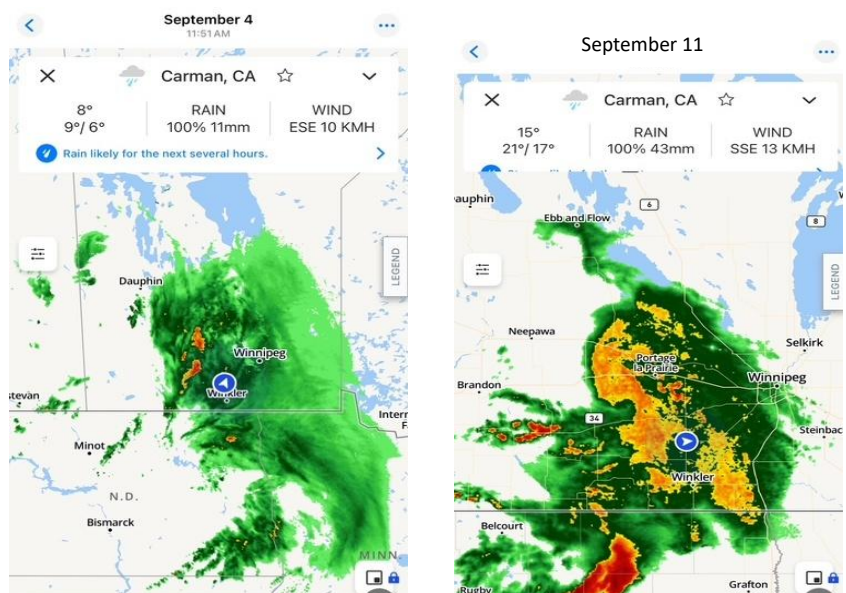 September 4
11:51 AM
Carman, CA
8°
9°/ 6°
RAIN
100% 11mm
WIND
ESE 10 KMH
Rain likely for the next several hours.
LEGEND
Dauphin
Winnipeg
Winkler
stevan
Intern
F
Minot
N.D.
Bismarck
MINN.
September 11
Carman, CA
15°
21°/ 17°
RAIN
100% 43mm
WIND
SSE 13 KMH
auphin
6
Ebb and Flow
8
LEGEND
Neepawa
Selkirk
Portage
la Prairie
Winnipeg
Brandon
34
Steinbac
Winkler
Belcourt
Rugby
Grafton